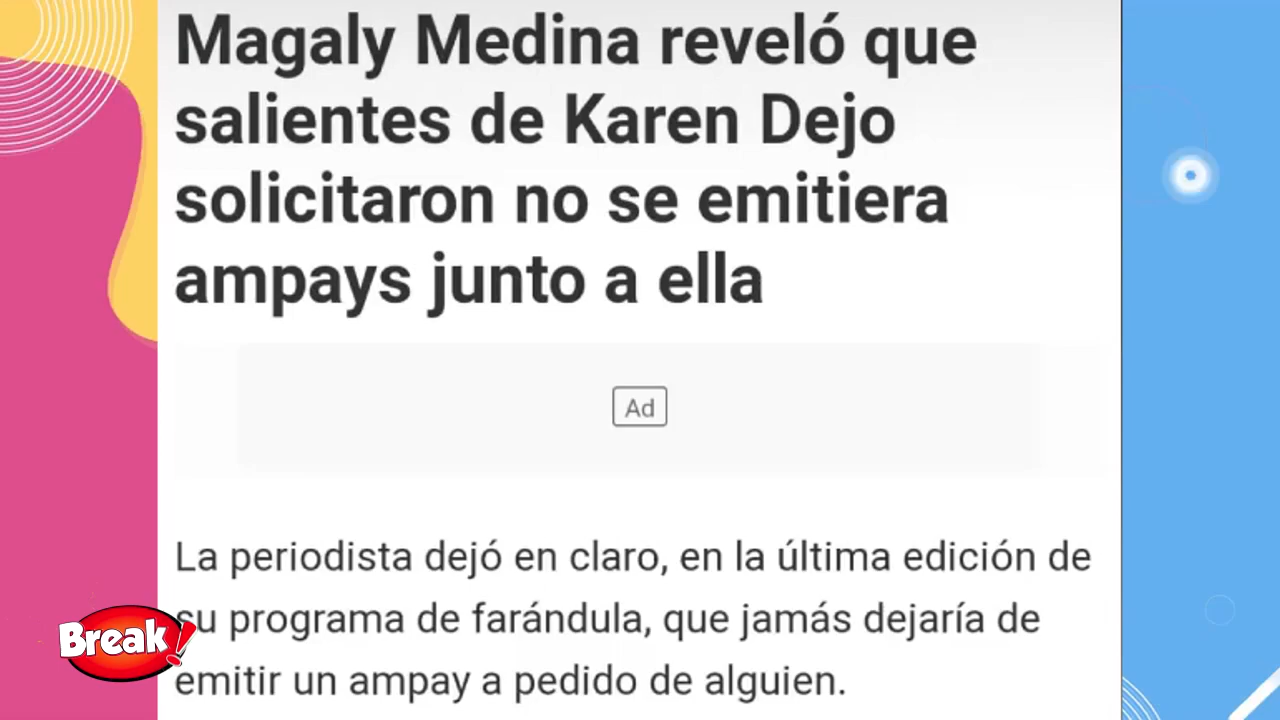 Magaly Medina reveló que
salientes de Karen Dejo
solicitaron no se emitiera
ampays junto a ella
Ad
La periodista dejó en claro, en la última edición de
su programa de farándula, que jamás dejaría de
emitir un ampay a pedido de alguien.
Break!